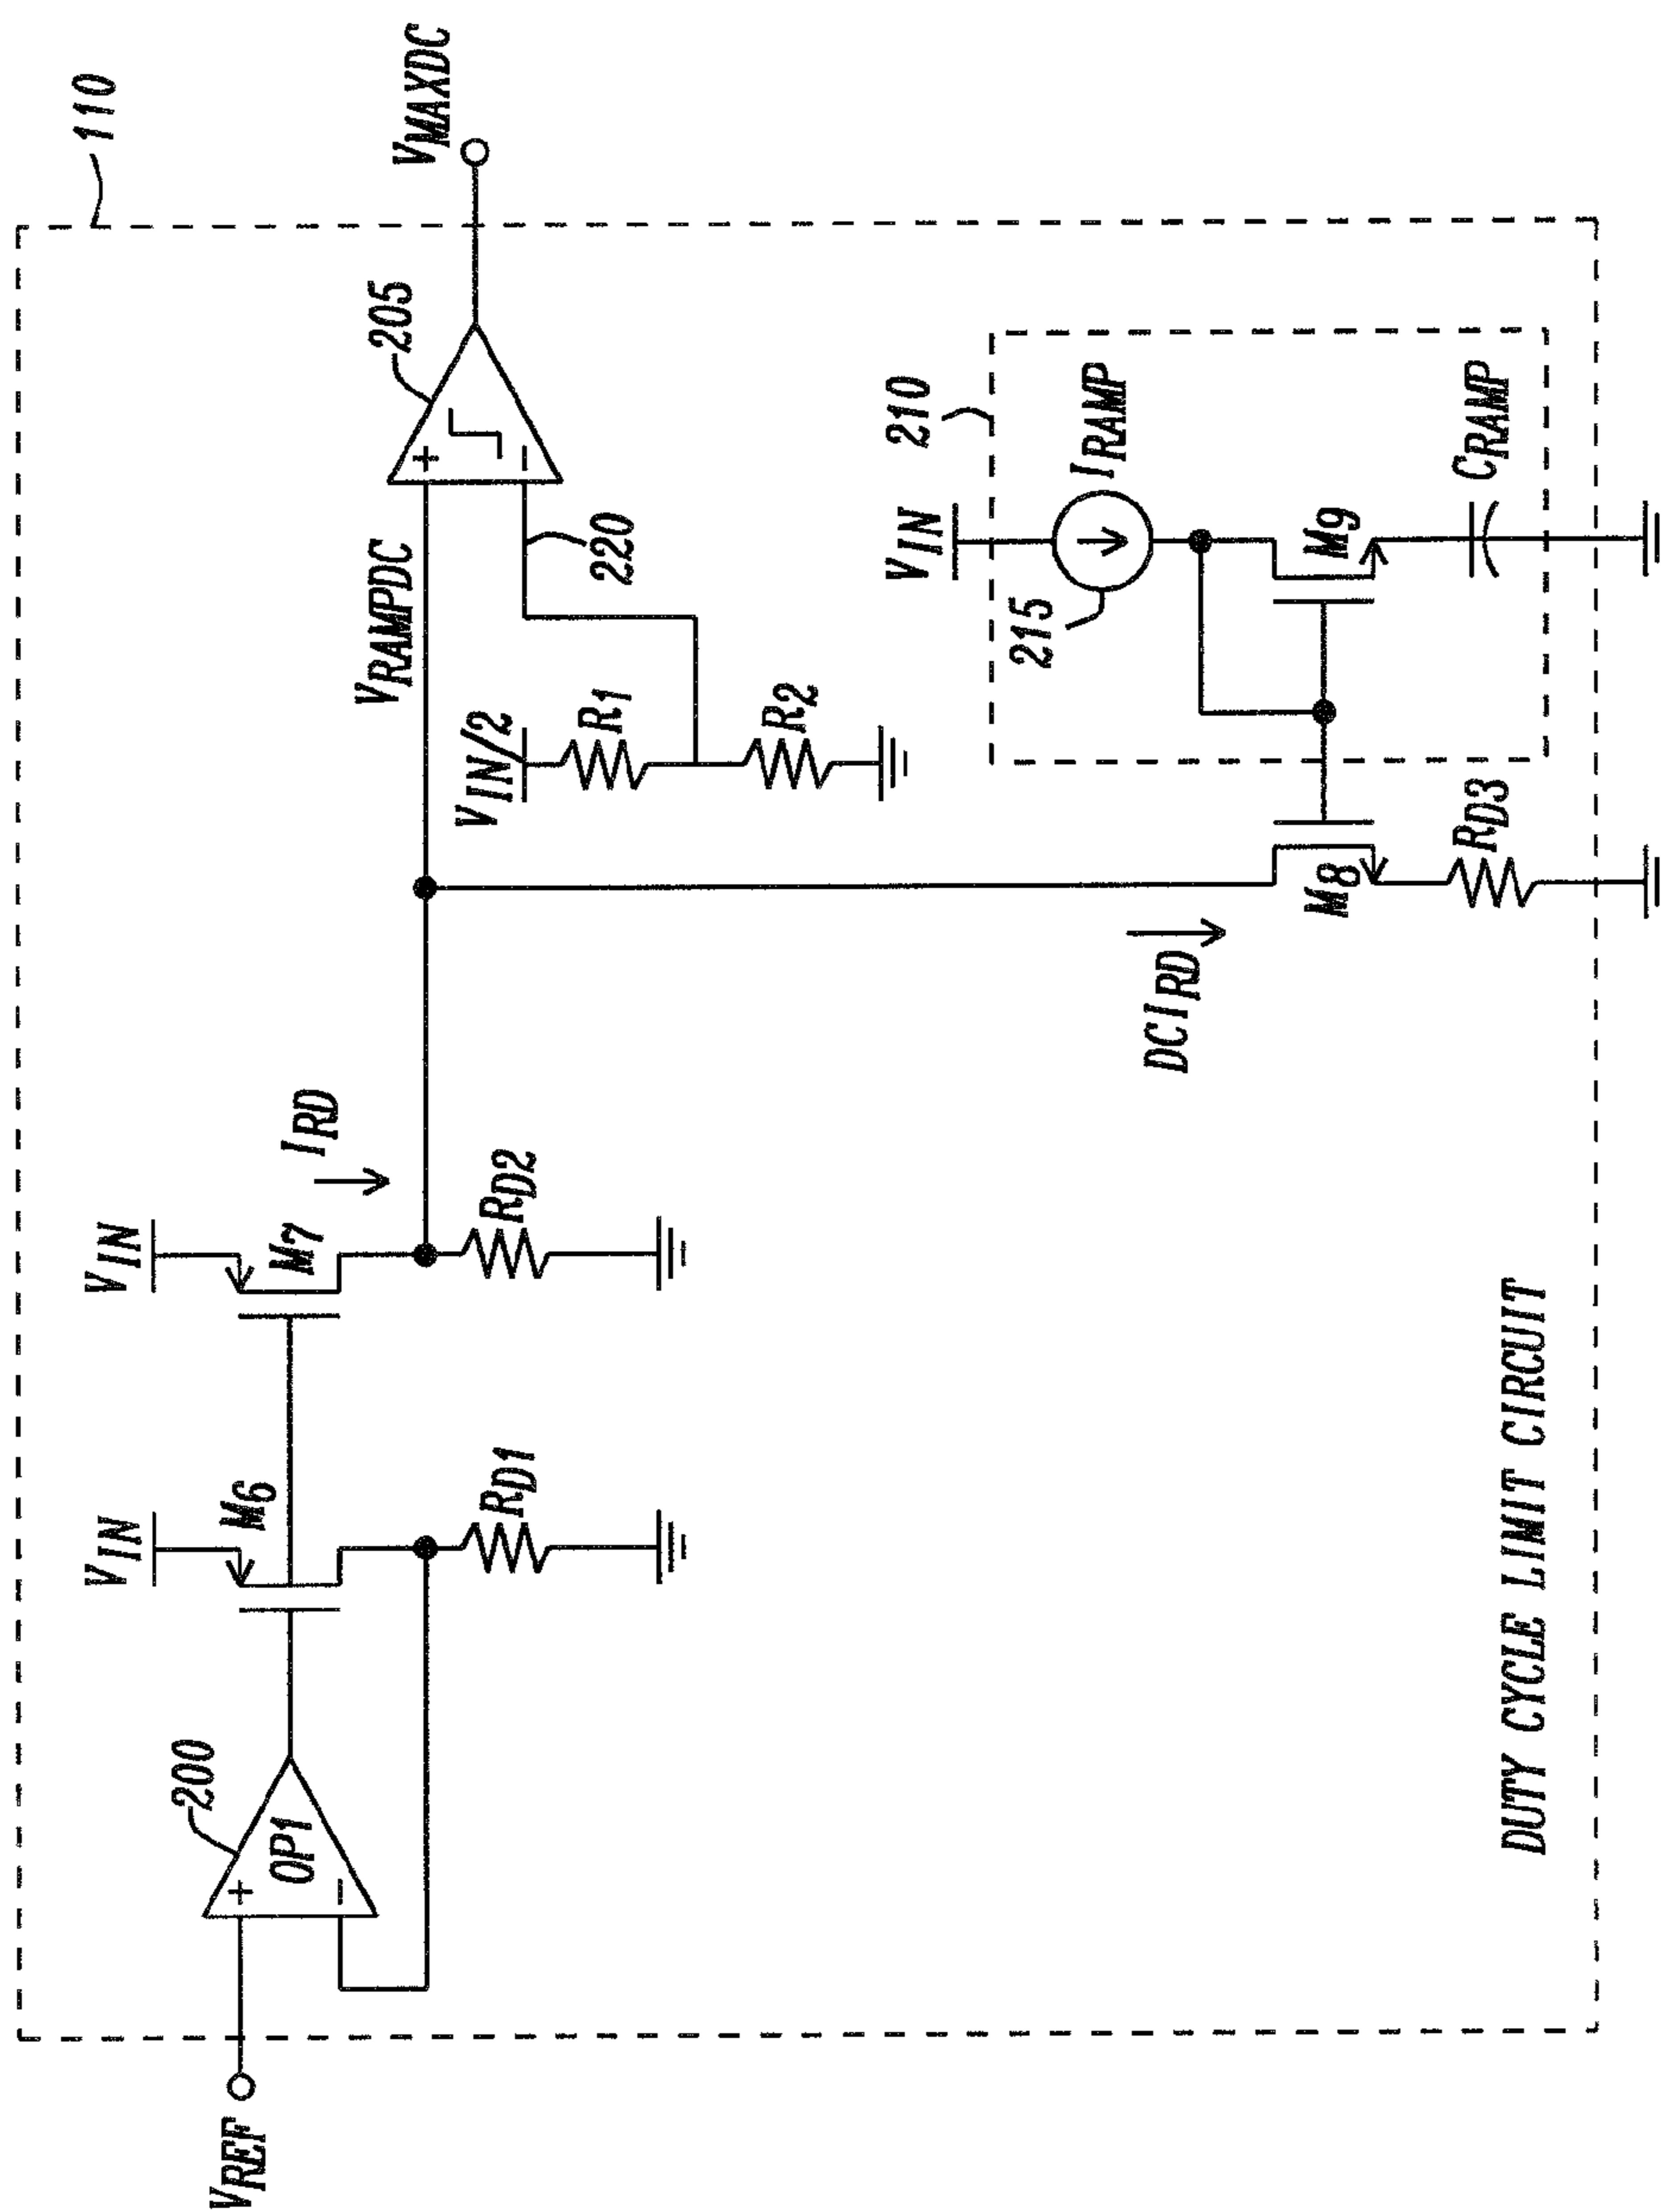 110
VREF
200
OP1
+
−
VIN
M6
RD1
VIN
M7
IRD
RD2
VRAMPDC
205
+
−
VMAXDC
220
VIN/2
R1
R2
DCIRD
M8
RD3
210
VIN
215
IRAMP
M9
CRAMP
DUTY CYCLE LIMIT CIRCUIT